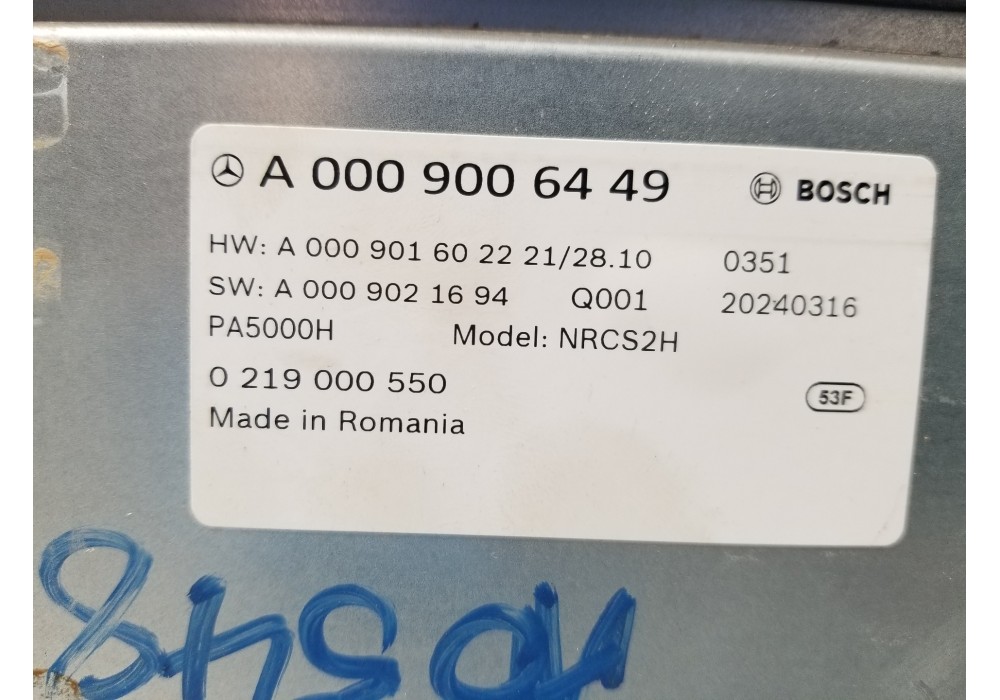 A 000 900 64 49 BOSCH
HW: A 000 901 60 22 21/28.10 0351
SW: A 000 902 16 94 Q001 20240316
PA5000H Model: NRCS2H
0 219 000 550 53F
Made in Romania